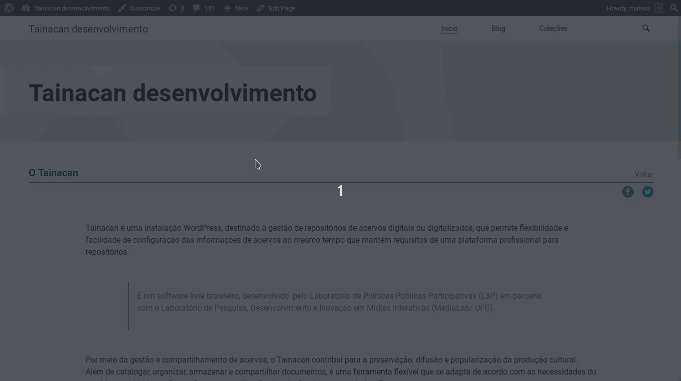 Tainacan desenvolvimento Customize 2 131 New Edit Page Howdy, mateus
Tainacan desenvolvimento Início Blog Coleções
Tainacan desenvolvimento
O Tainacan Voltar
1
Tainacan é uma instalação WordPress, destinado à gestão de repositórios de acervos digitais ou digitalizados, que permite flexibilidade e
facilidade de configuração das informações de acervos ao mesmo tempo que mantém requisitos de uma plataforma profissional para
repositórios.
É um software livre brasileiro, desenvolvido pelo Laboratório de Políticas Públicas Participativas (L3P) em parceria
com o Laboratório de Pesquisa, Desenvolvimento e Inovação em Mídias Interativas (MediaLab/ UFG).
Por meio da gestão e compartilhamento de acervos, o Tainacan contribui para a preservação, difusão e popularização da produção cultural.
Além de catalogar, organizar, armazenar e compartilhar documentos, é uma ferramenta flexível que se adapta de acordo com as necessidades do